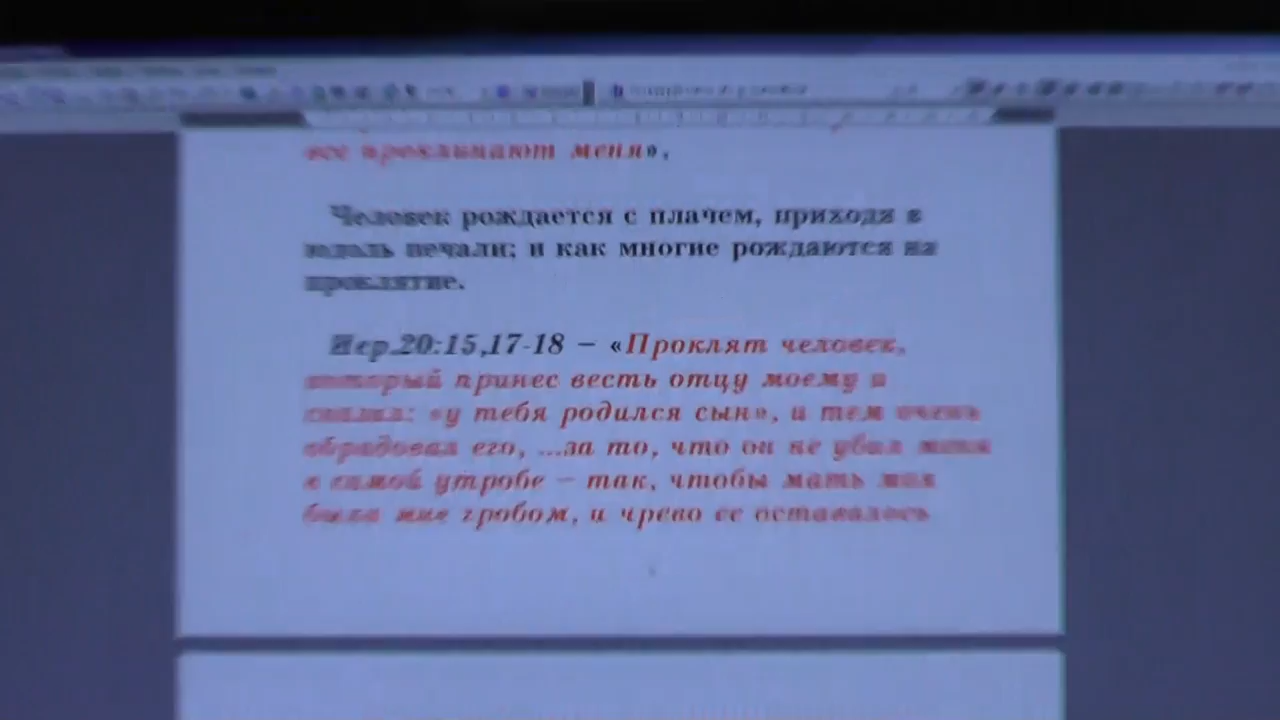 все проклинают меня».
Человек рождается с плачем, приходя в
юдоль печали; и как многие рождаются на
проклятие.
Иер.20:15,17-18 – «Проклят человек,
который принес весть отцу моему и
сказал: «у тебя родился сын», и тем очень
обрадовал его, ...за то, что он не убил меня
в самой утробе – так, чтобы мать моя
была мне гробом, и чрево ее оставалось